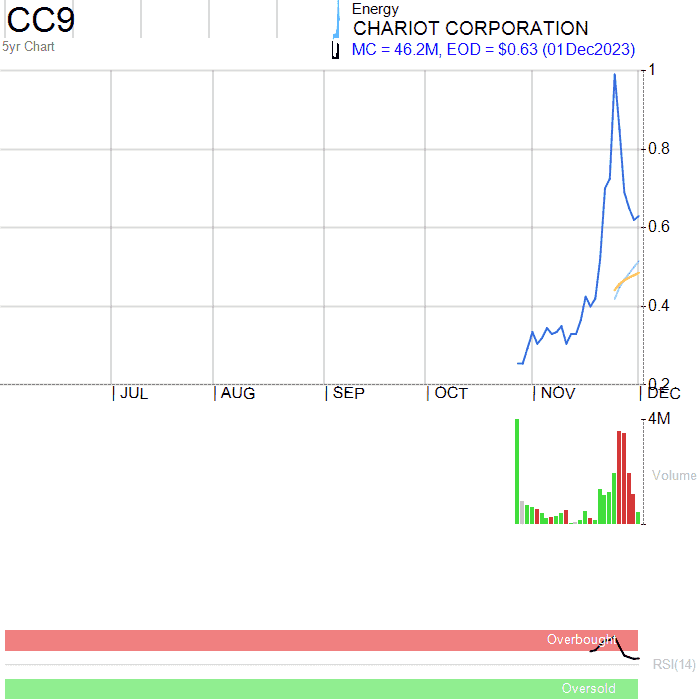 CC9
Energy
CHARIOT CORPORATION
5yr Chart
MC = 46.2M, EOD = $0.63 (01Dec2023)
1
0.8
0.6
0.4
0.2
JUL AUG SEP OCT NOV DEC
4M
Volume
Overbought
RSI(14)
Oversold